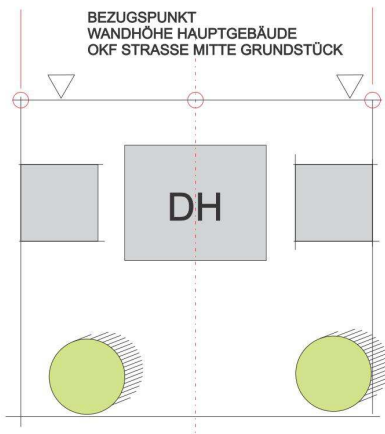 BEZUGSPUNKT
WANDHÖHE HAUPTGEBÄUDE
OKF STRASSE MITTE GRUNDSTÜCK
DH